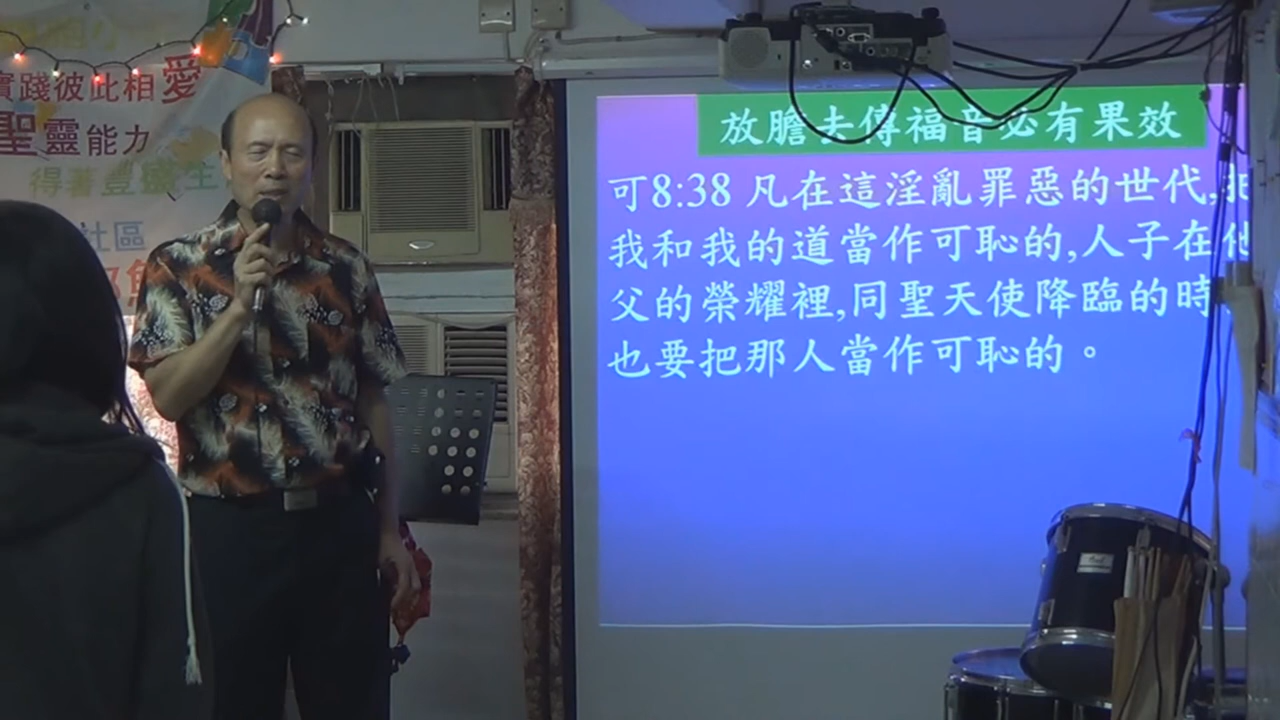 實踐彼此相愛
聖靈能力
得著豐盛生
社區
放膽去傳福音必有果效
可8:38 凡在這淫亂罪惡的世代,把
我和我的道當作可恥的,人子在他
父的榮耀裡,同聖天使降臨的時
也要把那人當作可恥的。